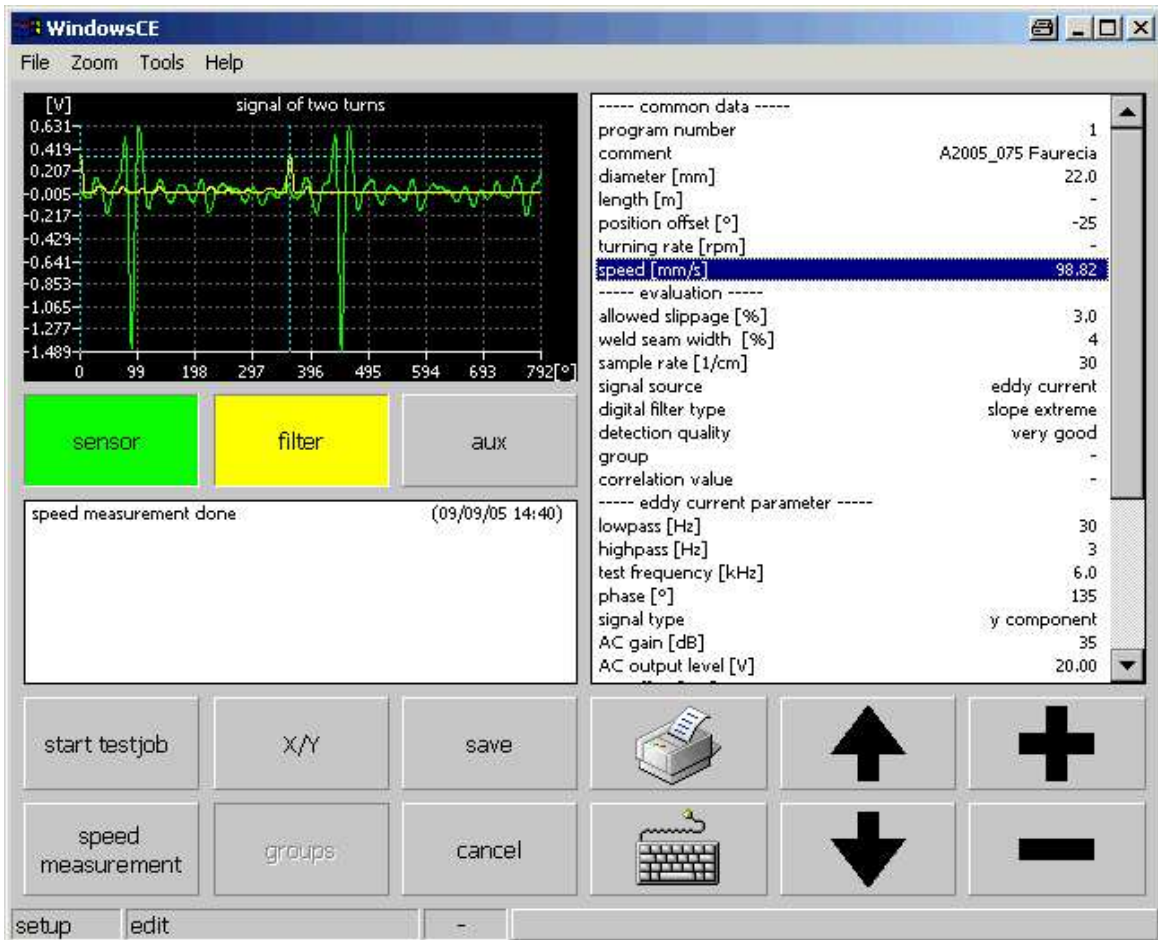 WindowsCE
File Zoom Tools Help
[V] signal of two turns
0.631
0.419
0.207
-0.005
-0.217
-0.429
-0.641
-0.853
-1.065
-1.277
-1.489
0 99 198 297 396 495 594 693 792[°]
sensor filter aux
speed measurement done (09/09/05 14:40)
----- common data -----
program number 1
comment A2005_075 Faurecia
diameter [mm] 22.0
length [m] -
position offset [°] -25
turning rate [rpm] -
speed [mm/s] 98.82
----- evaluation -----
allowed slippage [%] 3.0
weld seam width [%] 4
sample rate [1/cm] 30
signal source eddy current
digital filter type slope extreme
detection quality very good
group -
correlation value -
----- eddy current parameter -----
lowpass [Hz] 30
highpass [Hz] 3
test frequency [kHz] 6.0
phase [°] 135
signal type y component
AC gain [dB] 35
AC output level [V] 20.00
start testjob X/Y save
speed
measurement groups cancel
setup edit -